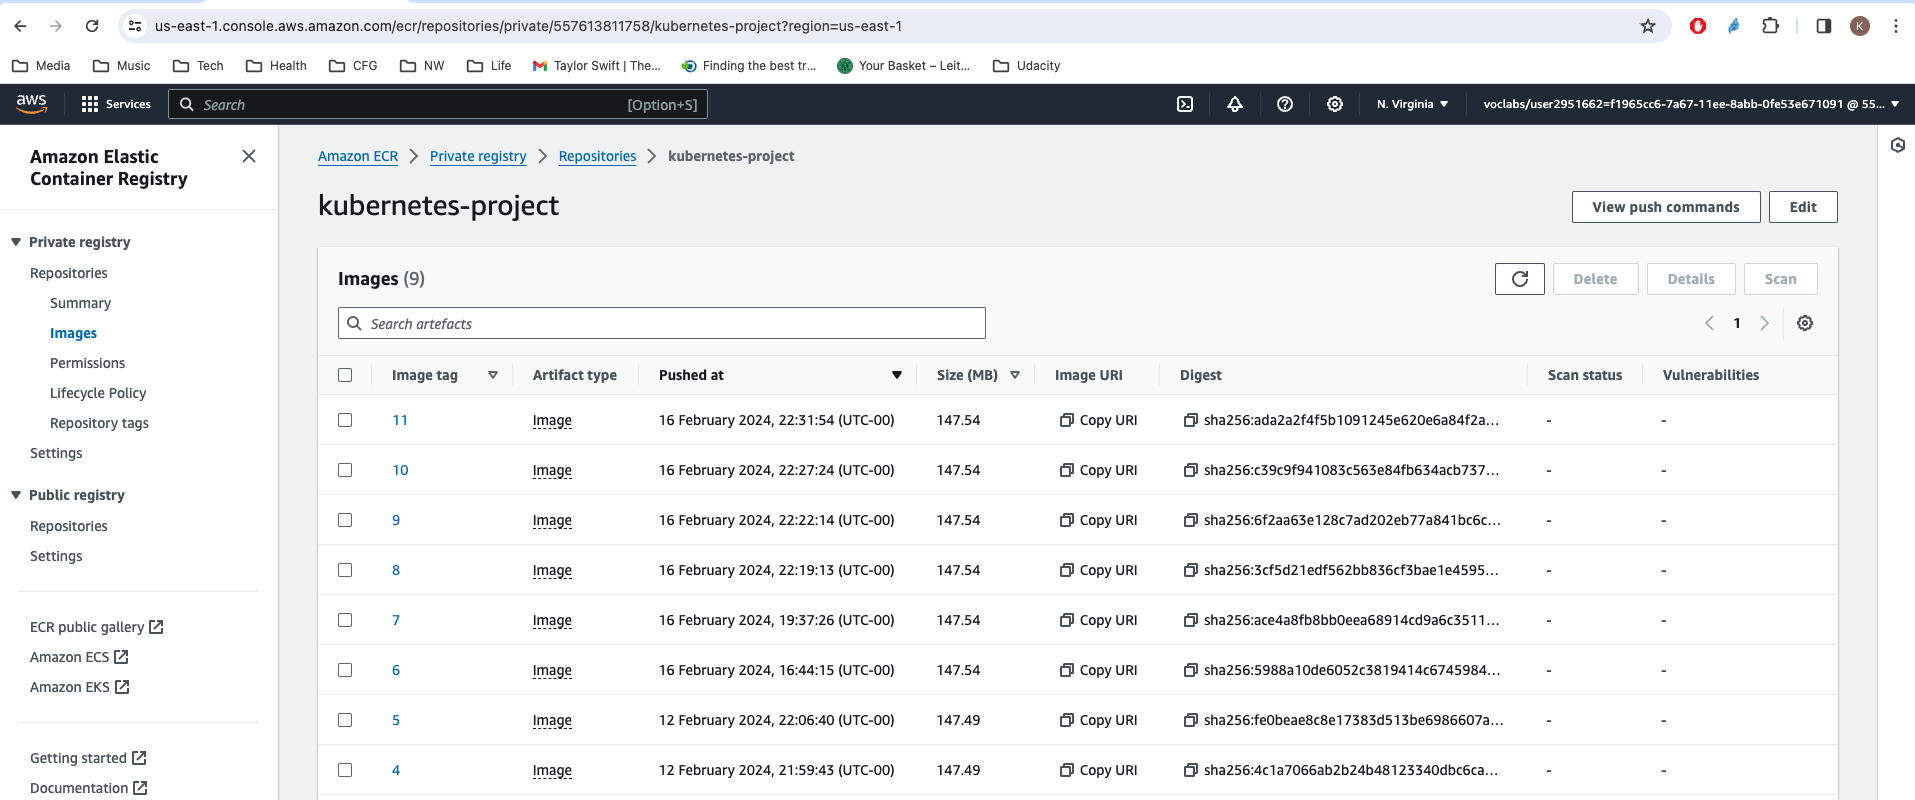 us-east-1.console.aws.amazon.com/ecr/repositories/private/557613811758/kubernetes-project?region=us-east-1
K
Media Music Tech Health CFG NW Life Taylor Swift | The... Finding the best tr... Your Basket – Leit... Udacity
aws Services Search [Option+S] N. Virginia voclabs/user2951662=f1965cc6-7a67-11ee-8abb-0fe53e671091 @ 55...
Amazon Elastic
Container Registry
Private registry
Repositories
Summary
Images
Permissions
Lifecycle Policy
Repository tags
Settings
Public registry
Repositories
Settings
ECR public gallery
Amazon ECS
Amazon EKS
Getting started
Documentation
Amazon ECR Private registry Repositories kubernetes-project
kubernetes-project
View push commands Edit
Images (9)
Delete Details Scan
Search artefacts
1
Image tag Artifact type Pushed at Size (MB) Image URI Digest Scan status Vulnerabilities
11 Image 16 February 2024, 22:31:54 (UTC-00) 147.54 Copy URI sha256:ada2a2f4f5b1091245e620e6a84f2a... - -
10 Image 16 February 2024, 22:27:24 (UTC-00) 147.54 Copy URI sha256:c39c9f941083c563e84fb634acb737... - -
9 Image 16 February 2024, 22:22:14 (UTC-00) 147.54 Copy URI sha256:6f2aa63e128c7ad202eb77a841bc6c... - -
8 Image 16 February 2024, 22:19:13 (UTC-00) 147.54 Copy URI sha256:3cf5d21edf562bb836cf3bae1e4595... - -
7 Image 16 February 2024, 19:37:26 (UTC-00) 147.54 Copy URI sha256:ace4a8fb8bb0eea68914cd9a6c3511... - -
6 Image 16 February 2024, 16:44:15 (UTC-00) 147.54 Copy URI sha256:5988a10de6052c3819414c6745984... - -
5 Image 12 February 2024, 22:06:40 (UTC-00) 147.49 Copy URI sha256:fe0beae8c8e17383d513be6986607a... - -
4 Image 12 February 2024, 21:59:43 (UTC-00) 147.49 Copy URI sha256:4c1a7066ab2b24b48123340dbc6ca... - -